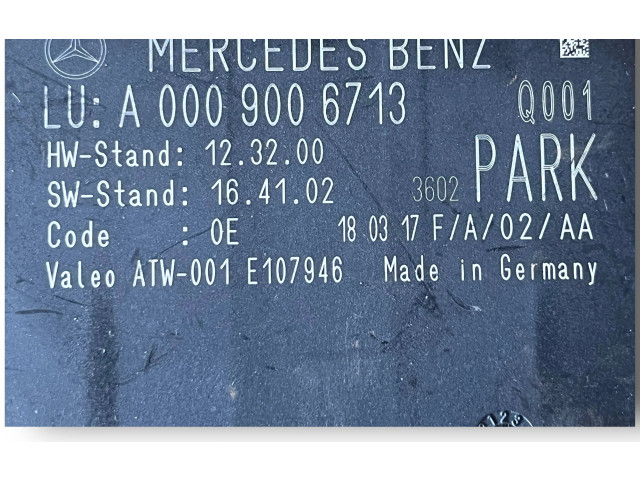 MERCEDES BENZ
LU: A 000 900 6713 Q001
HW-Stand: 12.32.00
SW-Stand: 16.41.02 3602 PARK
Code : 0E 18 03 17 F/A/02/AA
Valeo ATW-001 E107946 Made in Germany